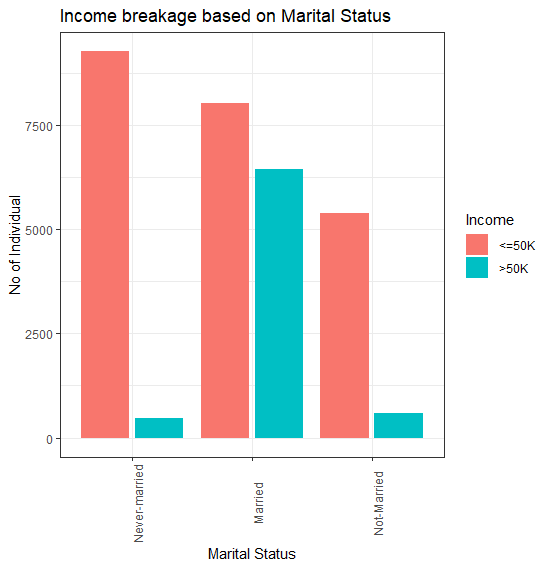 Income breakage based on Marital Status
No of Individual
7500
5000
2500
0
Never-married
Married
Not-Married
Marital Status
Income
<=50K
>50K